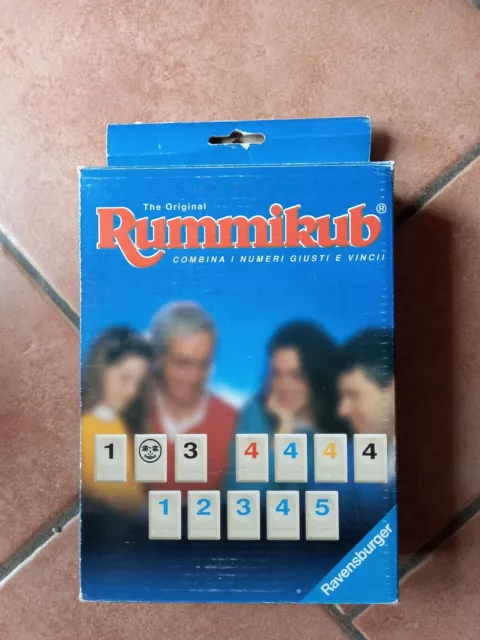 The Original
Rummikub®
COMBINA I NUMERI GIUSTI E VINCI!
1 3 4 4 4 4
1 2 3 4 5
Ravensburger